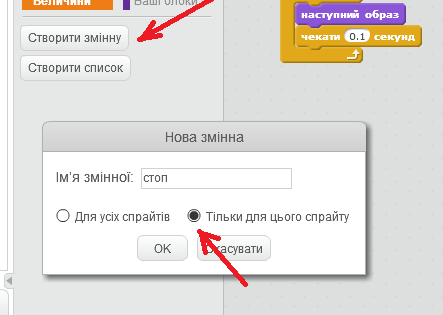 Величини
Ваші блоки
наступний образ
чекати 0.1 секунд
Створити змінну
Створити список
Нова змінна
Ім'я змінної: стоп
Для усіх спрайтів
Тільки для цього спрайту
OK
Скасувати